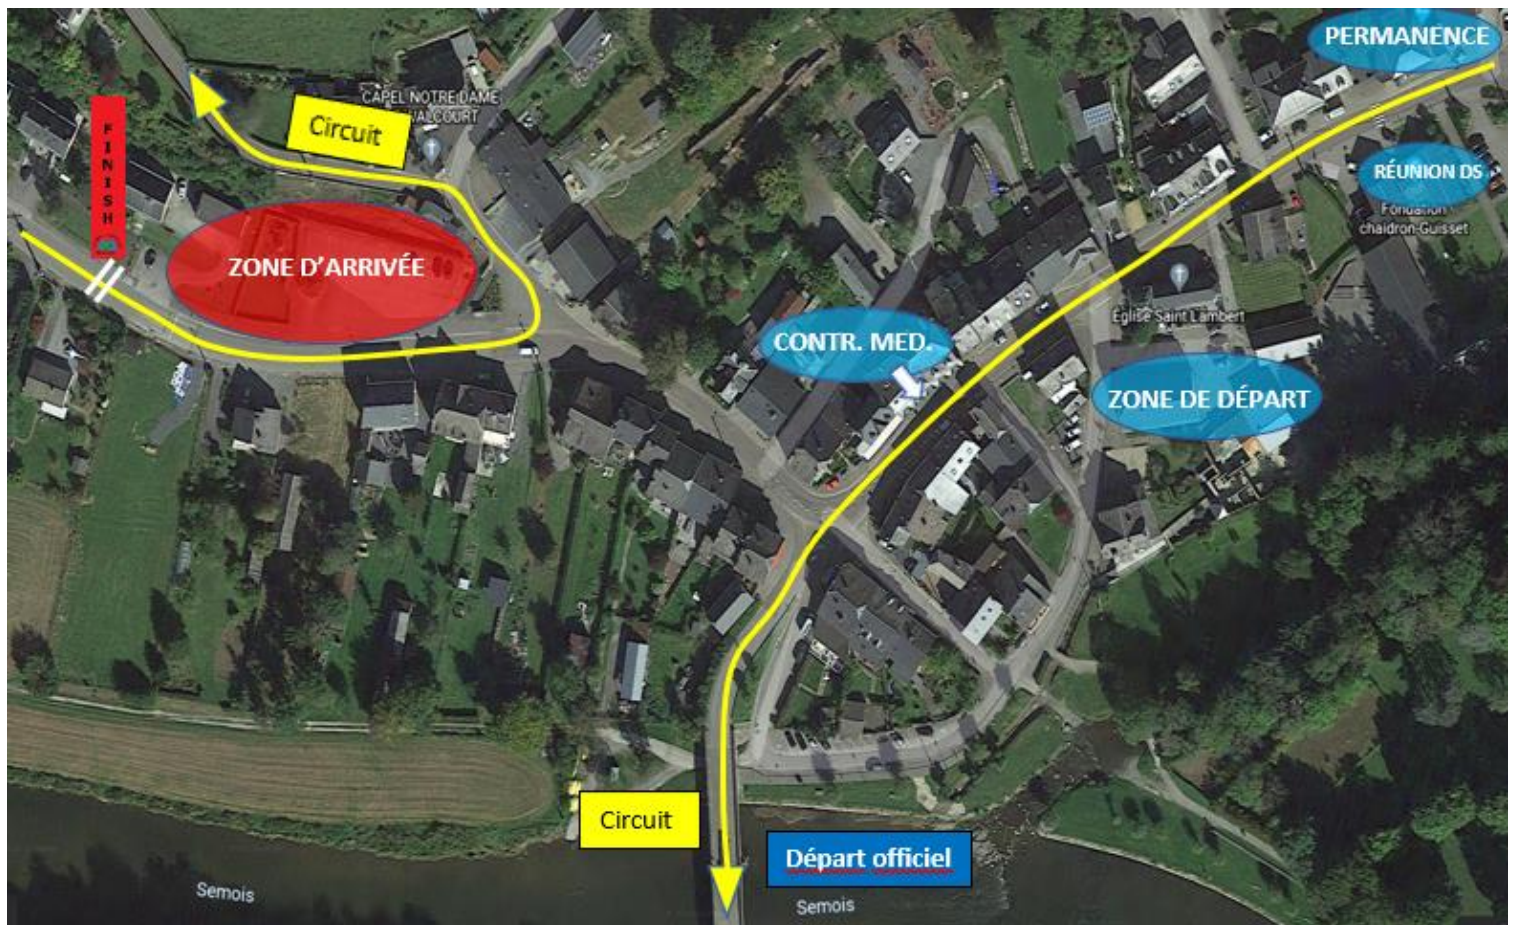 PERMANENCE
CAPEL NOTRE DAME
WALCOURT
Circuit
FINISH
RÉUNION DS
Fondation
chaidron-Guisset
ZONE D'ARRIVÉE
Eglise Saint Lambert
CONTR. MED.
ZONE DE DÉPART
Circuit
Départ officiel
Semois
Semois